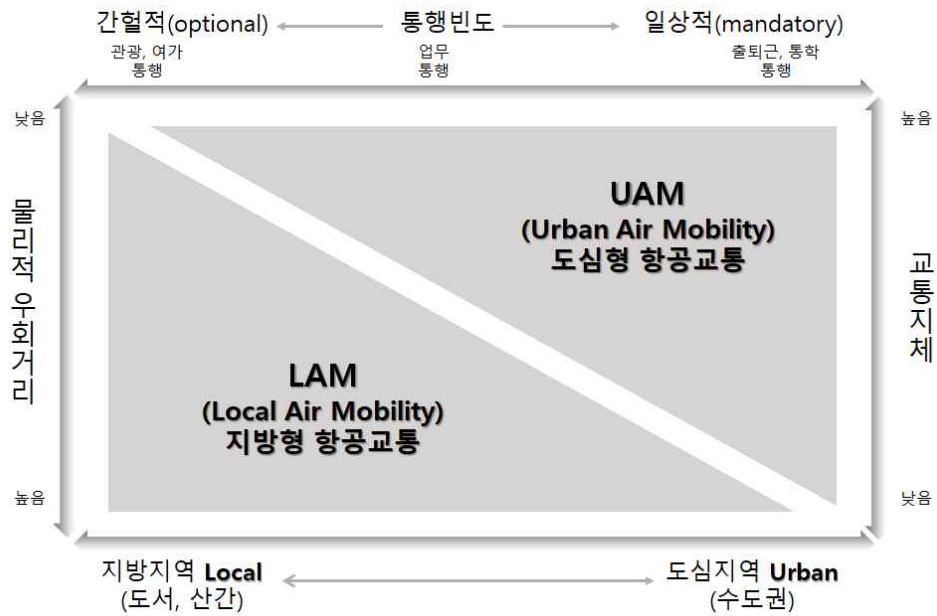 간헐적(optional) 통행빈도 일상적(mandatory)
관광, 여가 업무 출퇴근, 통학
통행 통행 통행
낮음 높음
UAM
(Urban Air Mobility)
도심형 항공교통
물리적 우회거리
교통지체
LAM
(Local Air Mobility)
지방형 항공교통
높음 낮음
지방지역 Local 도심지역 Urban
(도서, 산간) (수도권)